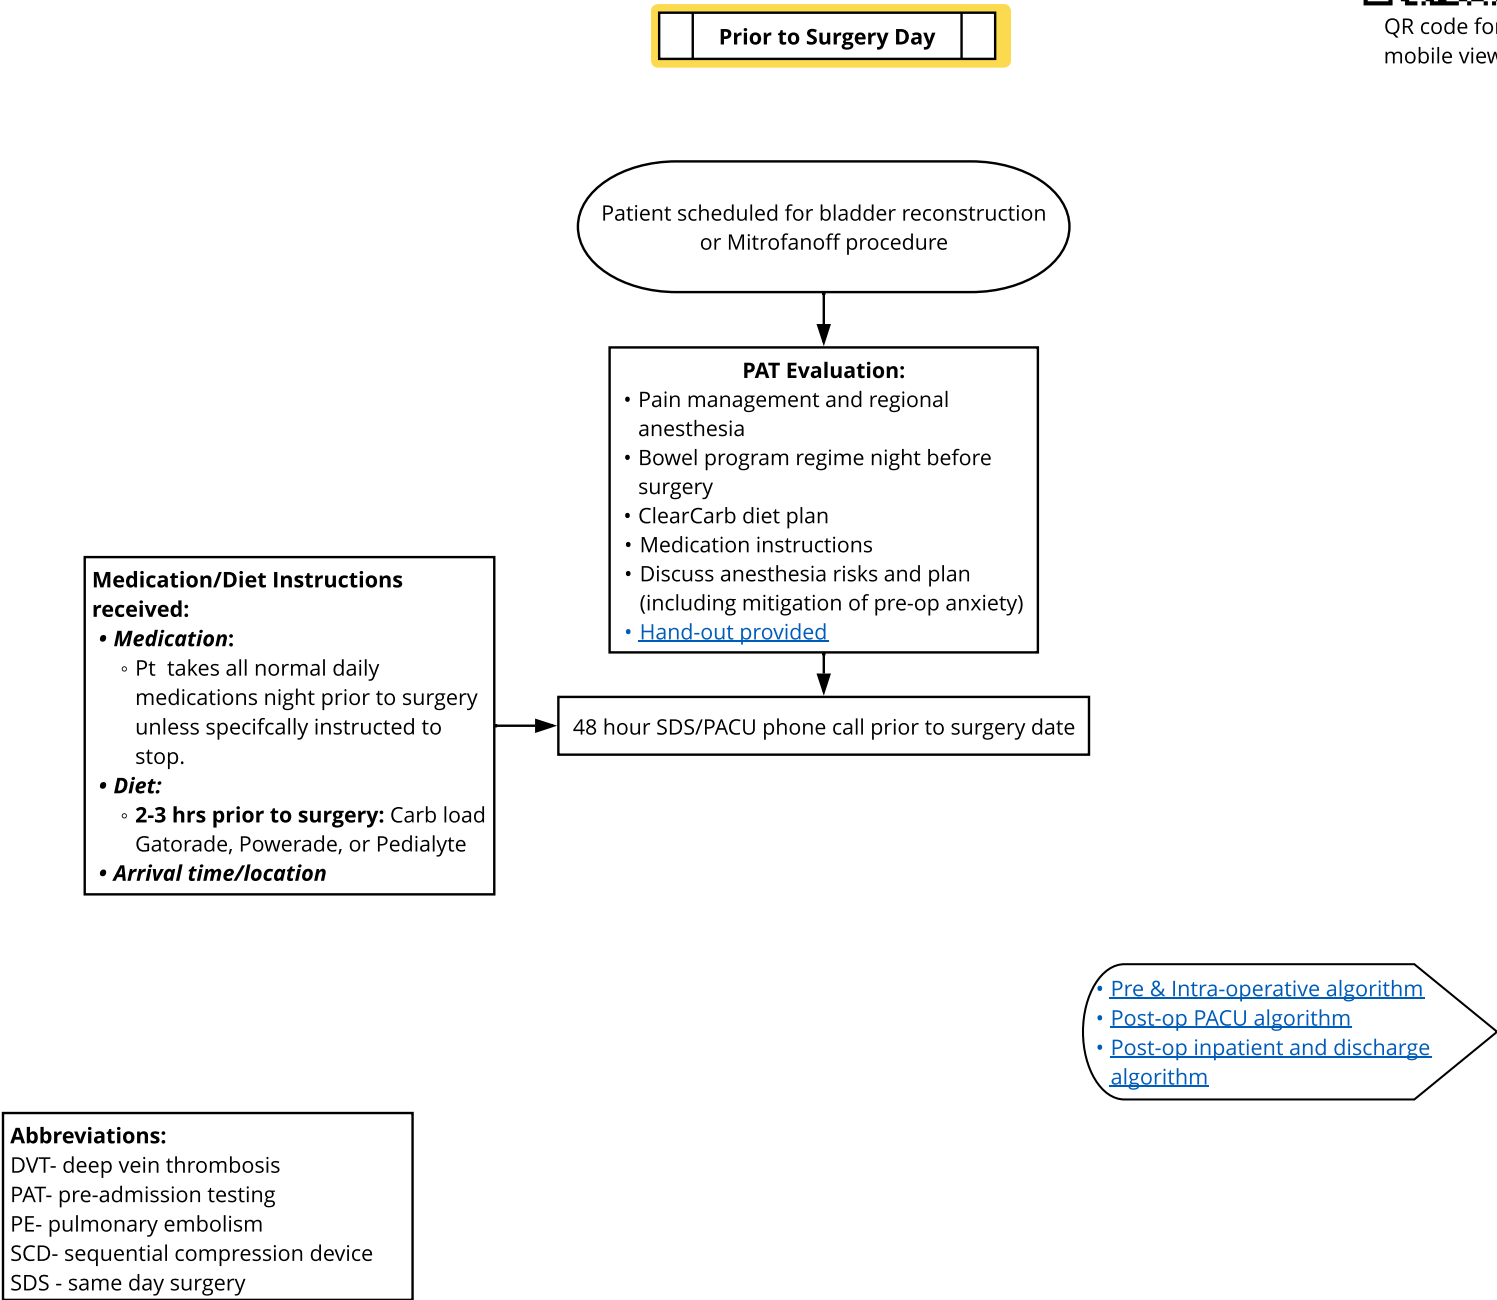 Prior to Surgery Day
QR code for
mobile view
Patient scheduled for bladder reconstruction
or Mitrofanoff procedure
PAT Evaluation:
• Pain management and regional
anesthesia
• Bowel program regime night before
surgery
• ClearCarb diet plan
• Medication instructions
• Discuss anesthesia risks and plan
(including mitigation of pre-op anxiety)
• Hand-out provided
Medication/Diet Instructions
received:
• Medication:
◦ Pt takes all normal daily
medications night prior to surgery
unless specifcally instructed to
stop.
• Diet:
◦ 2-3 hrs prior to surgery: Carb load
Gatorade, Powerade, or Pedialyte
• Arrival time/location
48 hour SDS/PACU phone call prior to surgery date
• Pre & Intra-operative algorithm
• Post-op PACU algorithm
• Post-op inpatient and discharge
algorithm
Abbreviations:
DVT- deep vein thrombosis
PAT- pre-admission testing
PE- pulmonary embolism
SCD- sequential compression device
SDS - same day surgery